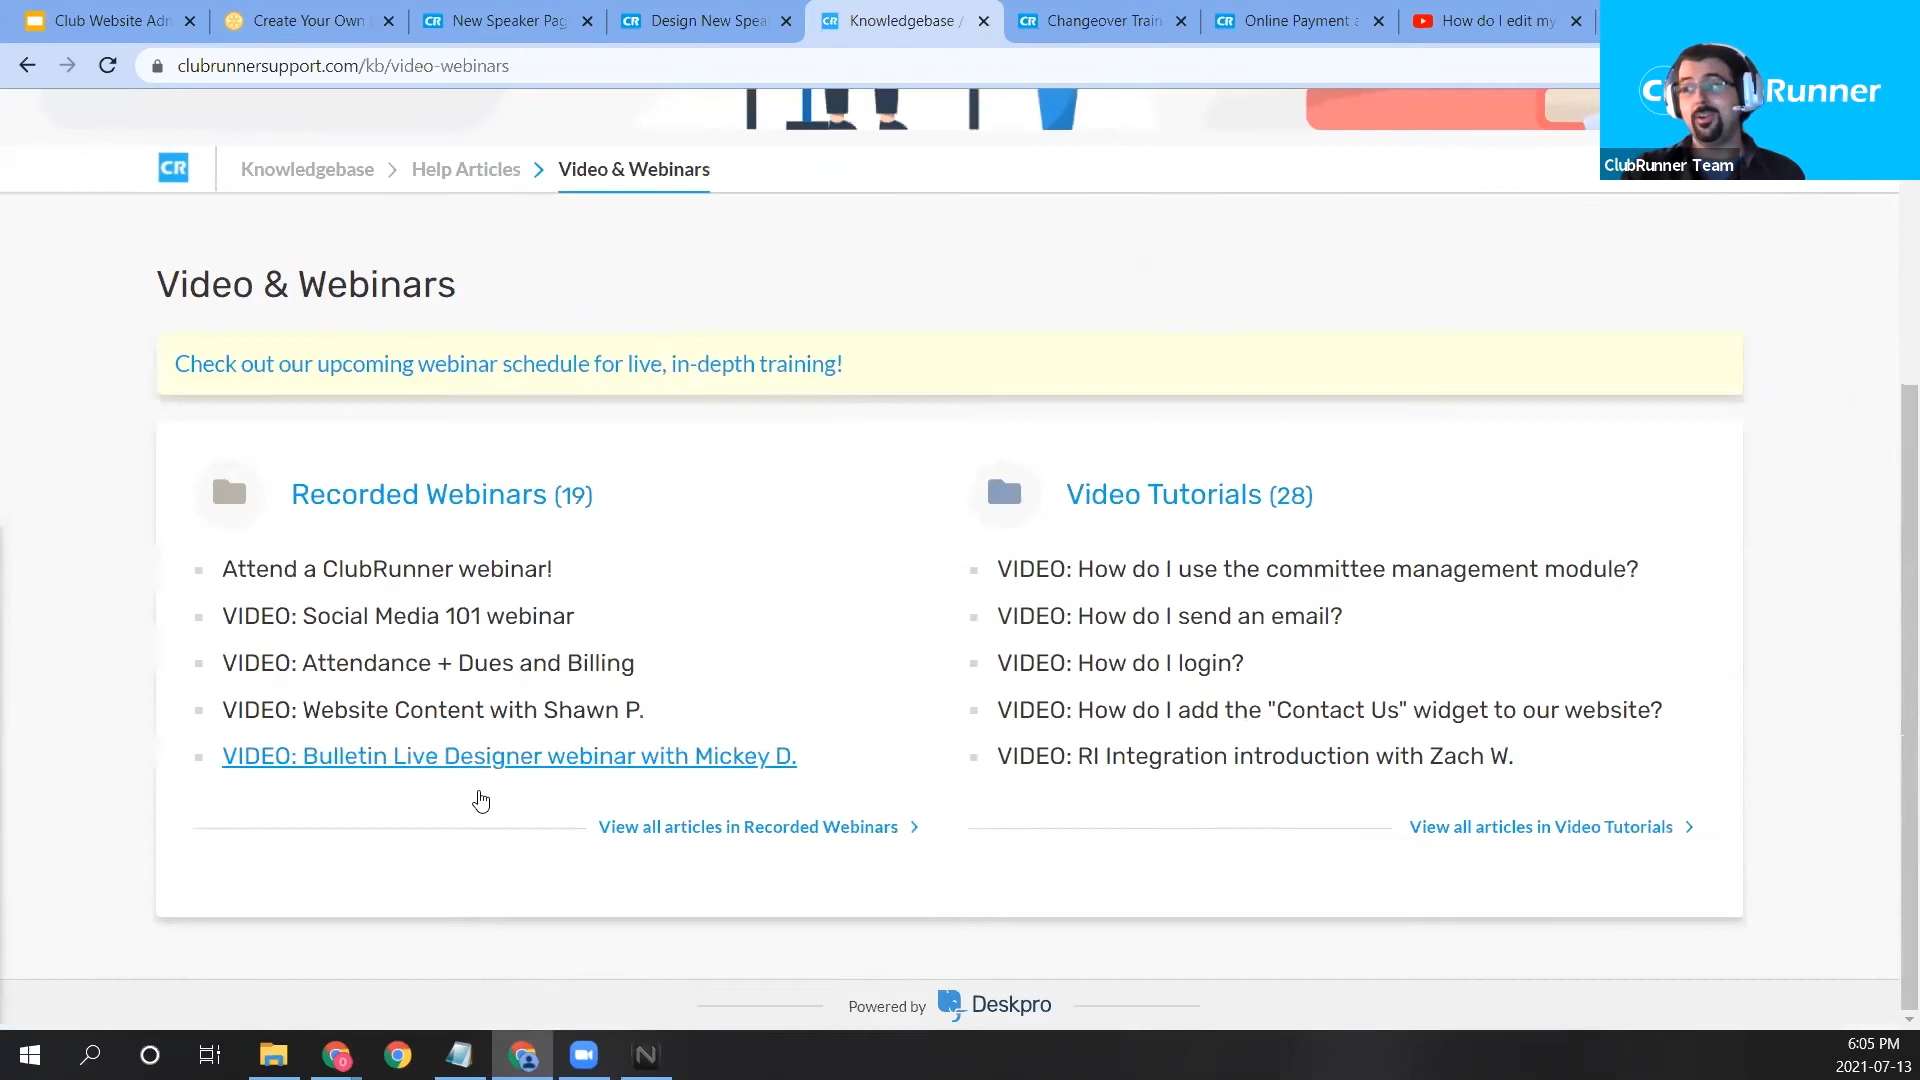 Club Website Adn
Create Your Own
New Speaker Pag
Design New Spea
Knowledgebase /
Changeover Train
Online Payment a
How do I edit my
clubrunnersupport.com/kb/video-webinars
Runner
ClubRunner Team
CR
Knowledgebase > Help Articles > Video & Webinars
Video & Webinars
Check out our upcoming webinar schedule for live, in-depth training!
Recorded Webinars (19)
Attend a ClubRunner webinar!
VIDEO: Social Media 101 webinar
VIDEO: Attendance + Dues and Billing
VIDEO: Website Content with Shawn P.
VIDEO: Bulletin Live Designer webinar with Mickey D.
View all articles in Recorded Webinars >
Video Tutorials (28)
VIDEO: How do I use the committee management module?
VIDEO: How do I send an email?
VIDEO: How do I login?
VIDEO: How do I add the "Contact Us" widget to our website?
VIDEO: RI Integration introduction with Zach W.
View all articles in Video Tutorials >
Powered by Deskpro
6:05 PM
2021-07-13